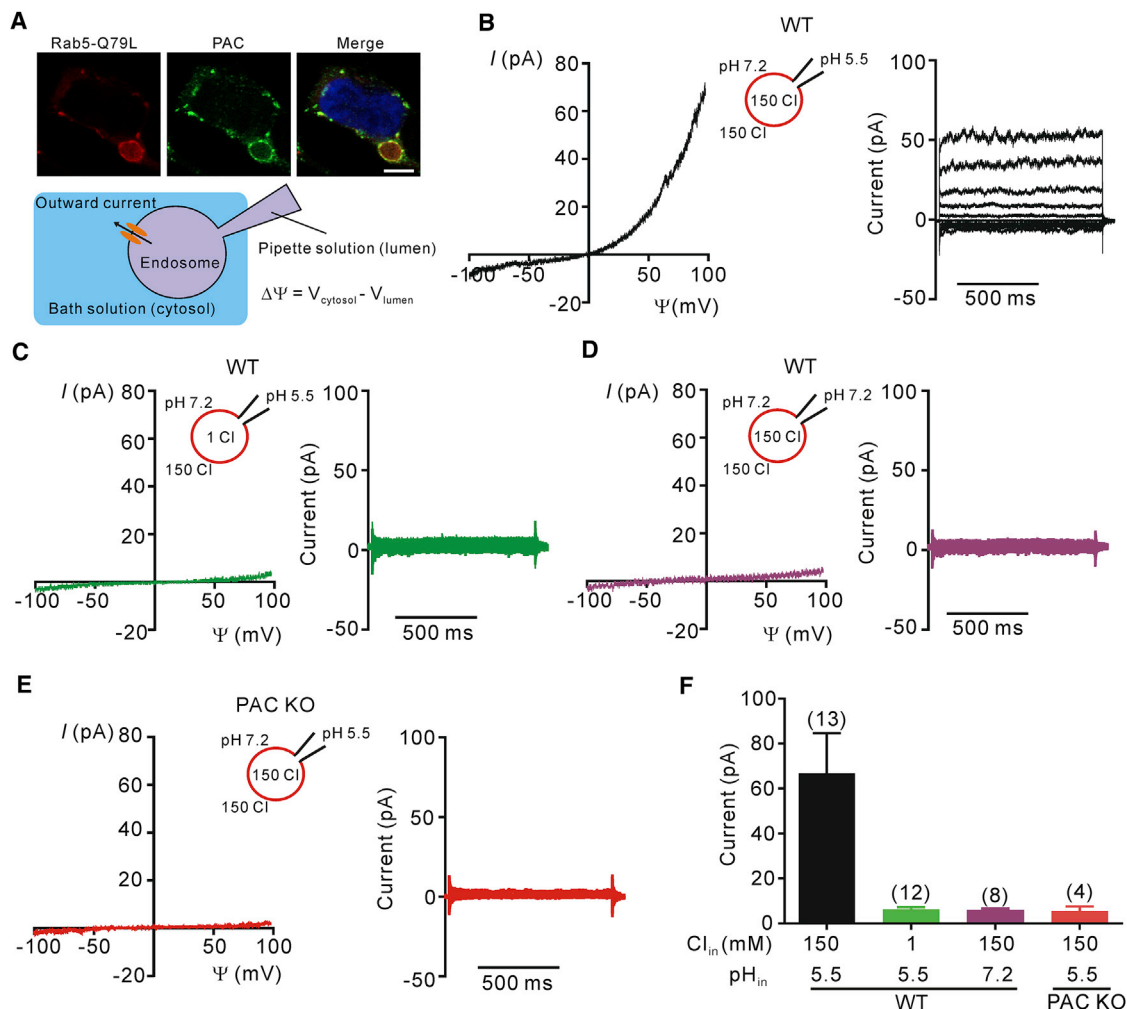 A
Rab5-Q79L PAC Merge
Outward current
Endosome
Pipette solution (lumen)
Bath solution (cytosol)
ΔΨ = Vcytosol - Vlumen
B
WT
I (pA)
80
60
40
20
-20
-100 -50 50 100
Ψ(mV)
pH 7.2 pH 5.5
150 Cl
150 Cl
Current (pA)
100
50
0
-50
500 ms
C
WT
I (pA)
80
60
40
20
-20
-100 -50 50 100
Ψ (mV)
pH 7.2 pH 5.5
1 Cl
150 Cl
Current (pA)
100
50
0
-50
500 ms
D
WT
I (pA)
80
60
40
20
-20
-100 -50 50 100
Ψ (mV)
pH 7.2 pH 7.2
150 Cl
150 Cl
Current (pA)
100
50
0
-50
500 ms
E
PAC KO
I (pA)
80
60
40
20
-20
-100 -50 50 100
Ψ (mV)
pH 7.2 pH 5.5
150 Cl
150 Cl
Current (pA)
100
50
0
-50
500 ms
F
Current (pA)
100
80
60
40
20
0
(13) (12) (8) (4)
Clin (mM) 150 1 150 150
pHin 5.5 5.5 7.2 5.5
WT PAC KO